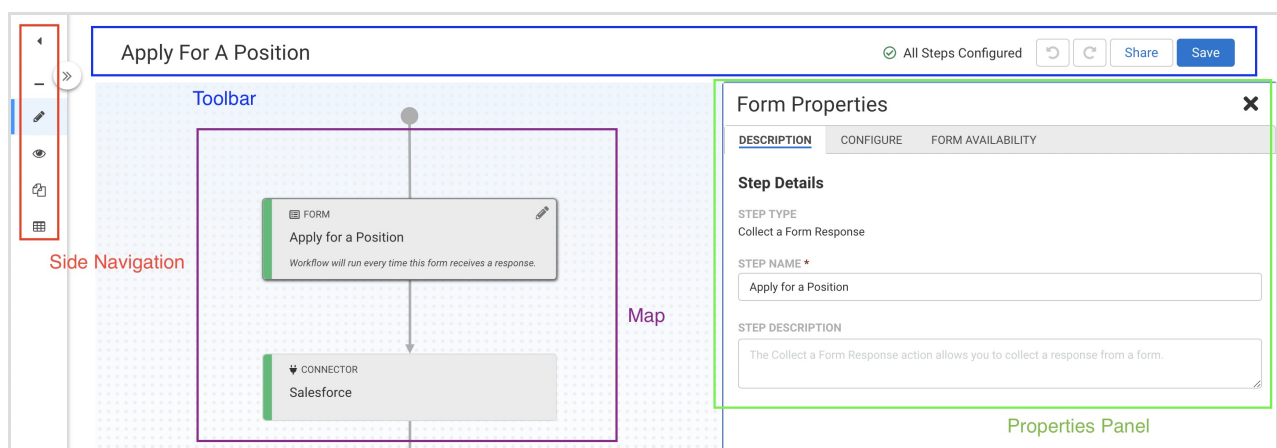 Apply For A Position
All Steps Configured
Share
Save
Toolbar
Side Navigation
FORM
Apply for a Position
Workflow will run every time this form receives a response.
Map
CONNECTOR
Salesforce
Form Properties
DESCRIPTION CONFIGURE FORM AVAILABILITY
Step Details
STEP TYPE
Collect a Form Response
STEP NAME *
Apply for a Position
STEP DESCRIPTION
The Collect a Form Response action allows you to collect a response from a form.
Properties Panel